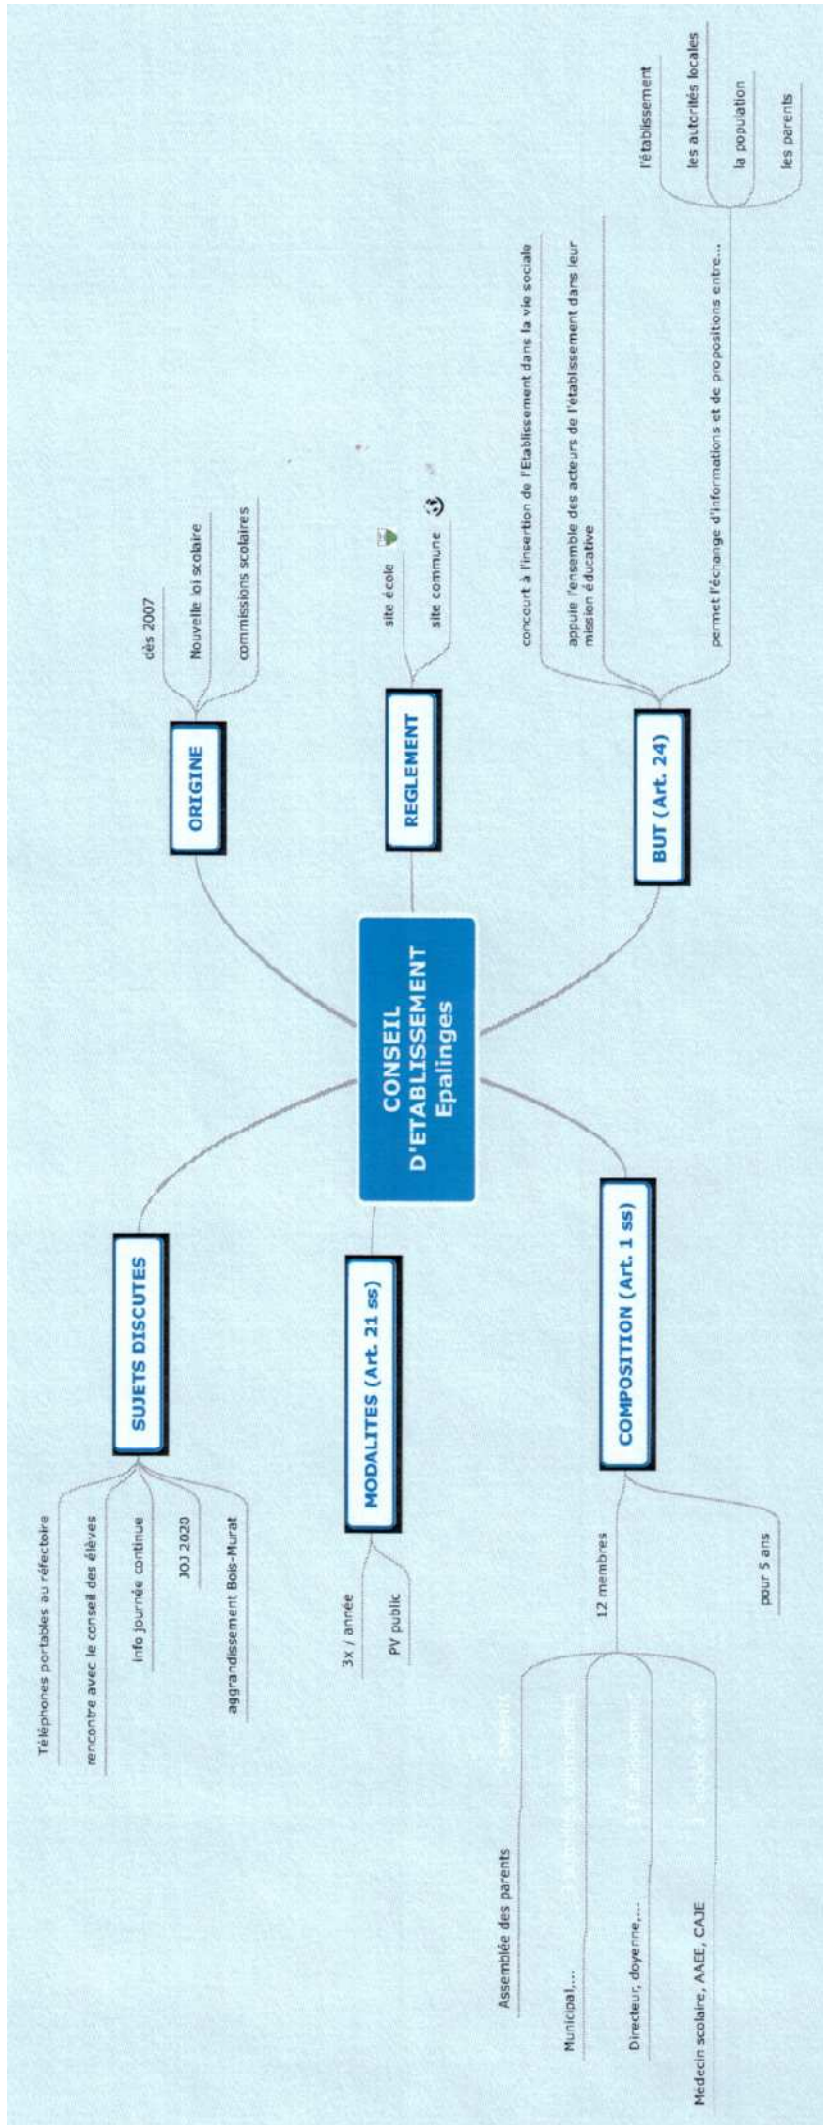 CONSEIL
D'ETABLISSEMENT
Epalinges
ORIGINE
dès 2007
Nouvelle loi scolaire
commissions scolaires
REGLEMENT
site école
site commune
BUT (Art. 24)
concourt à l'insertion de l'Etablissement dans la vie sociale
appuie l'ensemble des acteurs de l'établissement dans leur
mission éducative
permet l'échange d'informations et de propositions entre...
l'établissement
les autorités locales
la population
les parents
SUJETS DISCUTES
Téléphones portables au réfectoire
rencontre avec le conseil des élèves
info journée continue
JOJ 2020
aggrandissement Bois-Murat
MODALITES (Art. 21 ss)
3X / année
PV public
COMPOSITION (Art. 1 ss)
12 membres
parents
Assemblée des parents
Municipal,...
Directeur, doyenne,...
Médecin scolaire, AAEE, CAJE
pour 5 ans